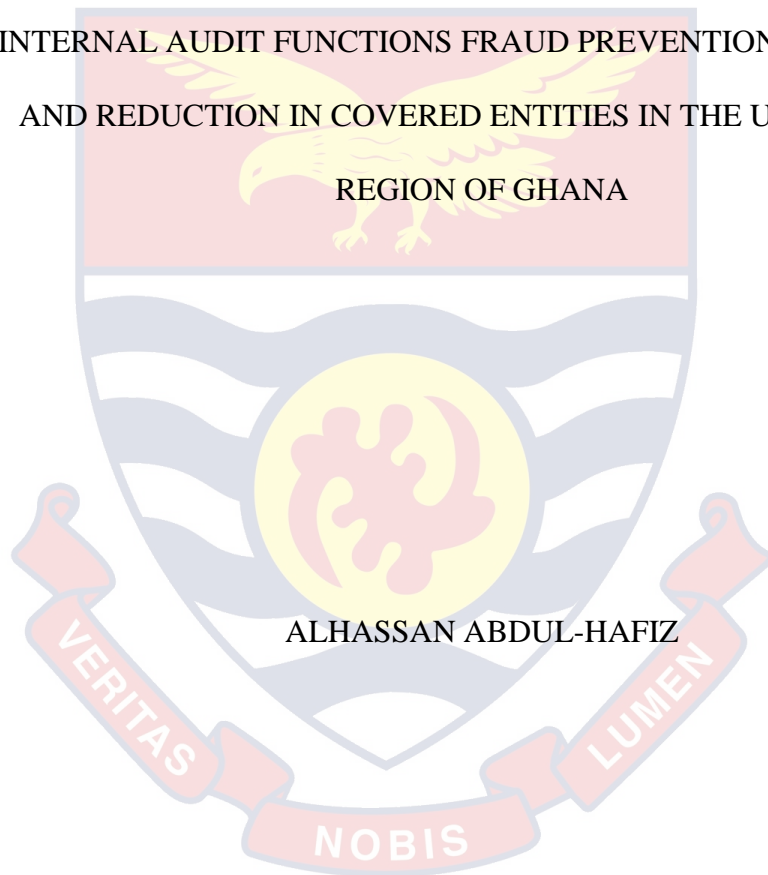 INTERNAL AUDIT FUNCTIONS FRAUD PREVENTION
AND REDUCTION IN COVERED ENTITIES IN THE U
REGION OF GHANA
ALHASSAN ABDUL-HAFIZ
VERITAS
NOBIS
LUMEN